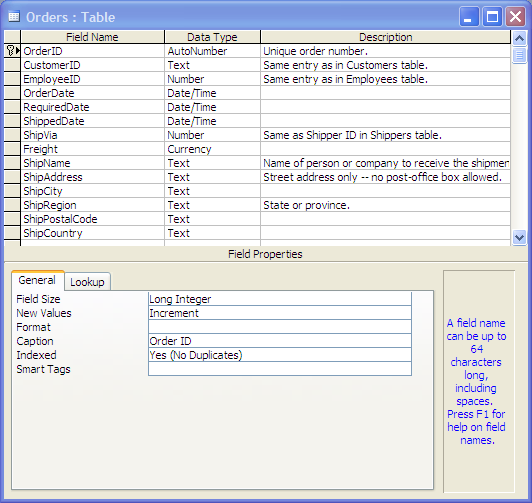 Orders : Table
Field Name Data Type Description
OrderID AutoNumber Unique order number.
CustomerID Text Same entry as in Customers table.
EmployeeID Number Same entry as in Employees table.
OrderDate Date/Time
RequiredDate Date/Time
ShippedDate Date/Time
ShipVia Number Same as Shipper ID in Shippers table.
Freight Currency
ShipName Text Name of person or company to receive the shipmen
ShipAddress Text Street address only -- no post-office box allowed.
ShipCity Text
ShipRegion Text State or province.
ShipPostalCode Text
ShipCountry Text
Field Properties
General Lookup
Field Size Long Integer
New Values Increment
Format
Caption Order ID
Indexed Yes (No Duplicates)
Smart Tags
A field name
can be up to
64
characters
long,
including
spaces.
Press F1 for
help on field
names.